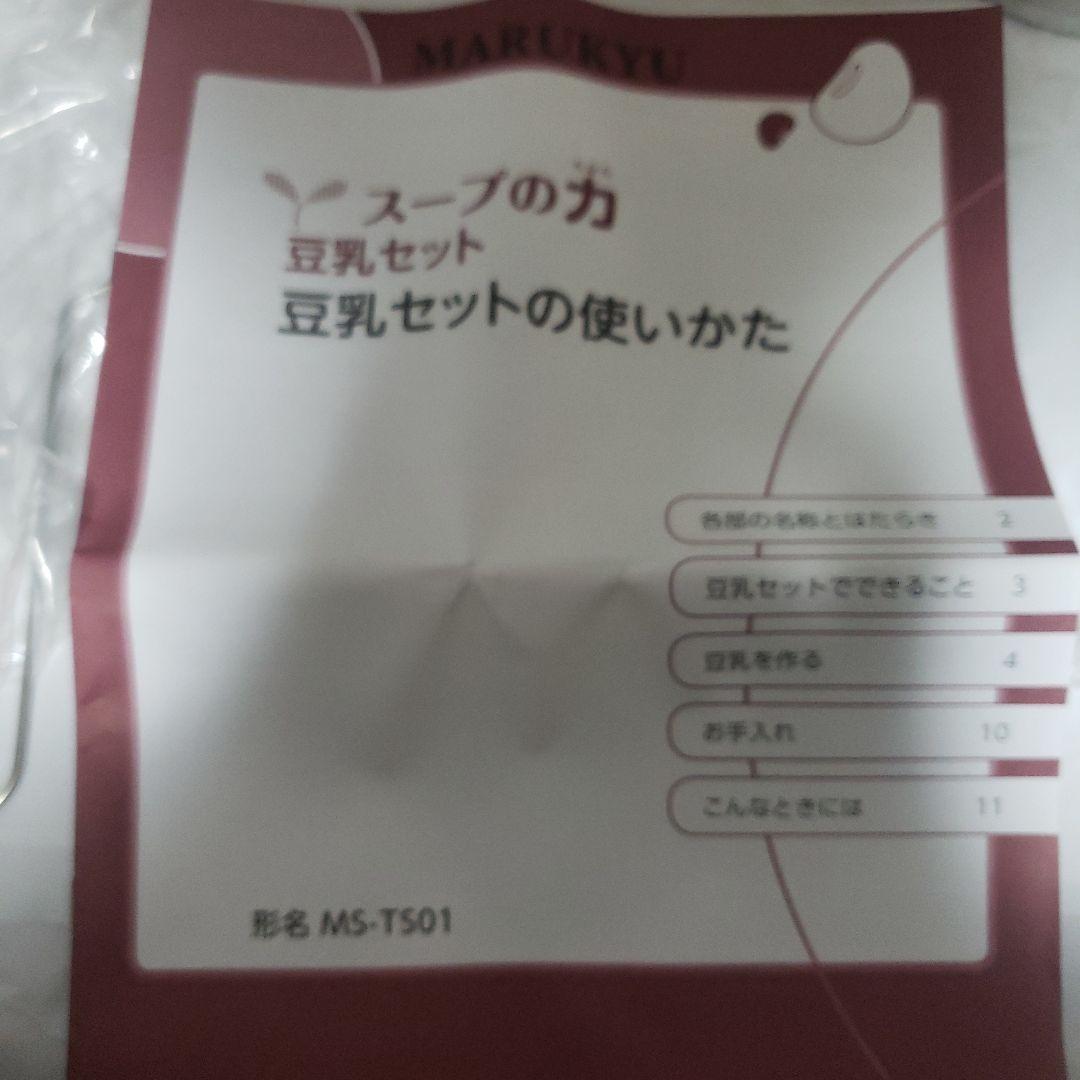 MARUKYU
スープの力
豆乳セット
豆乳セットの使いかた
各部の名称とはたらき 2
豆乳セットでできること 3
豆乳を作る 4
お手入れ 10
こんなときには 11
形名 MS-TS01